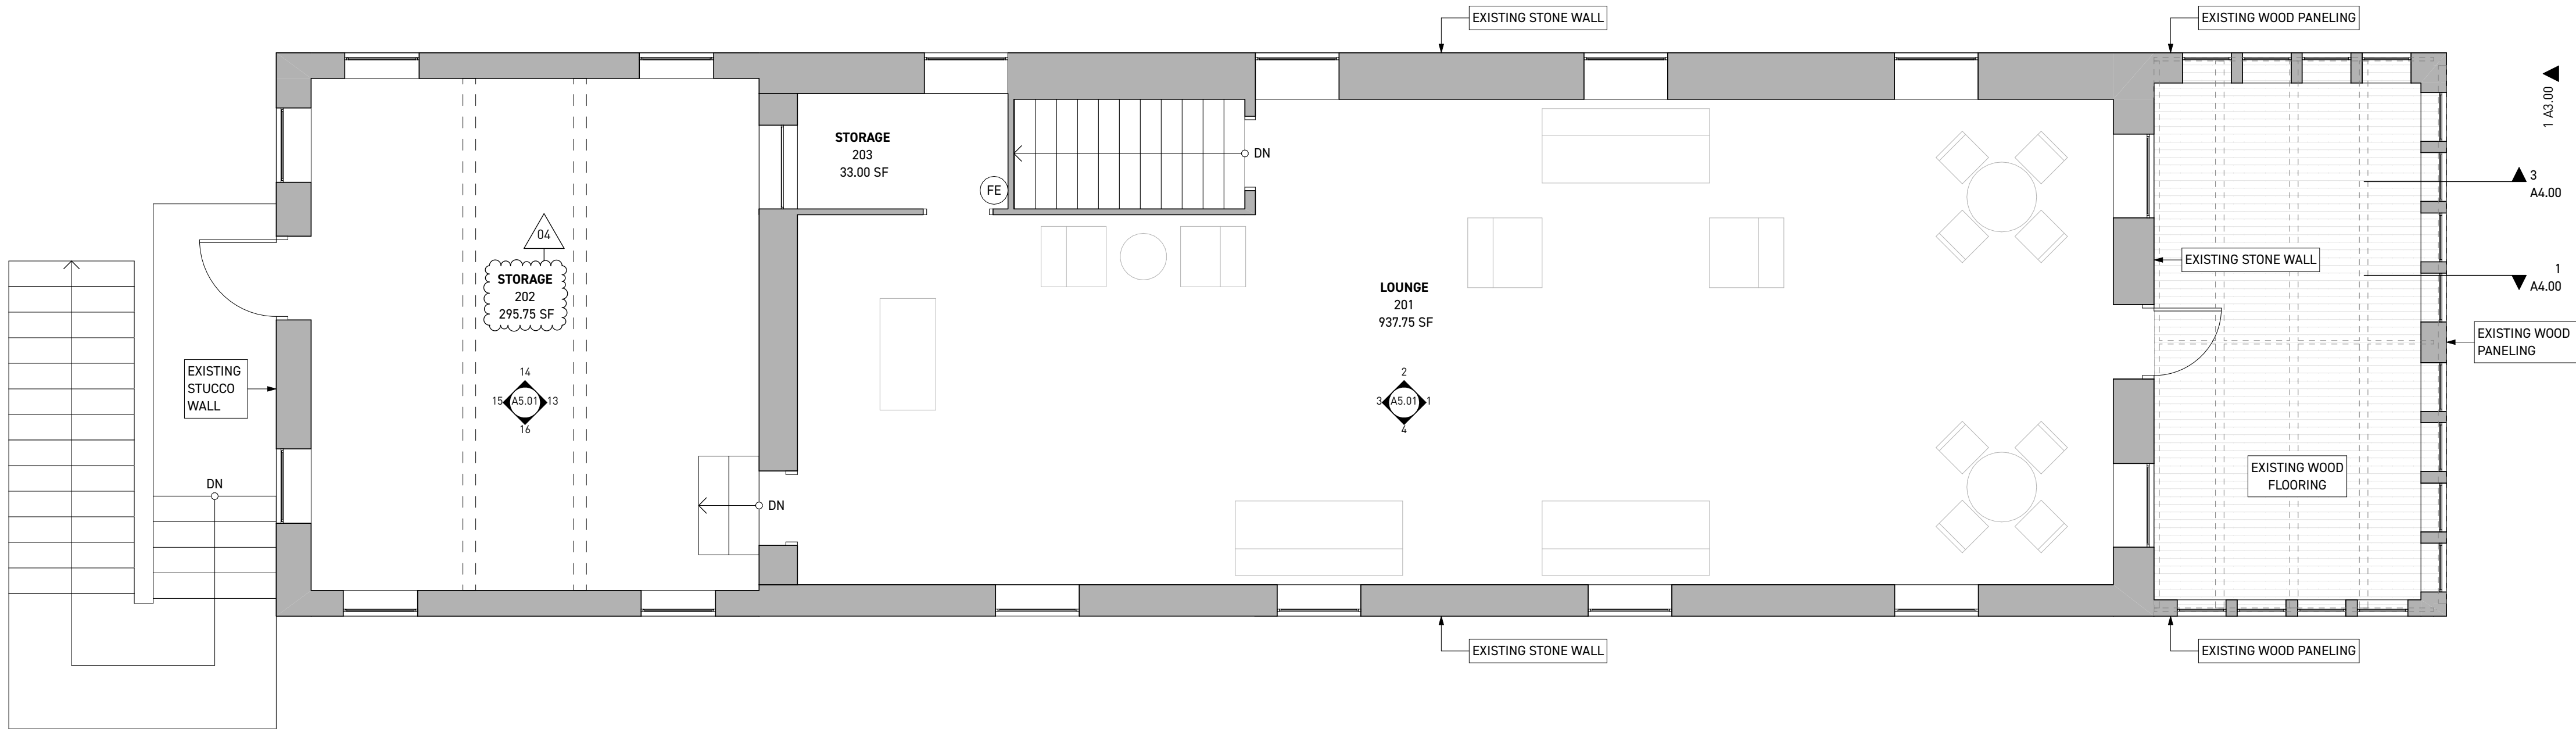 EXISTING STONE WALL
EXISTING WOOD PANELING
1 A3.00
STORAGE
203
33.00 SF
DN
FE
3
A4.00
04
STORAGE
202
295.75 SF
LOUNGE
201
937.75 SF
EXISTING STONE WALL
1
A4.00
EXISTING WOOD
PANELING
EXISTING
STUCCO
WALL
14
15 A5.01 13
16
2
3 A5.01 1
4
EXISTING WOOD
FLOORING
DN
DN
EXISTING STONE WALL
EXISTING WOOD PANELING